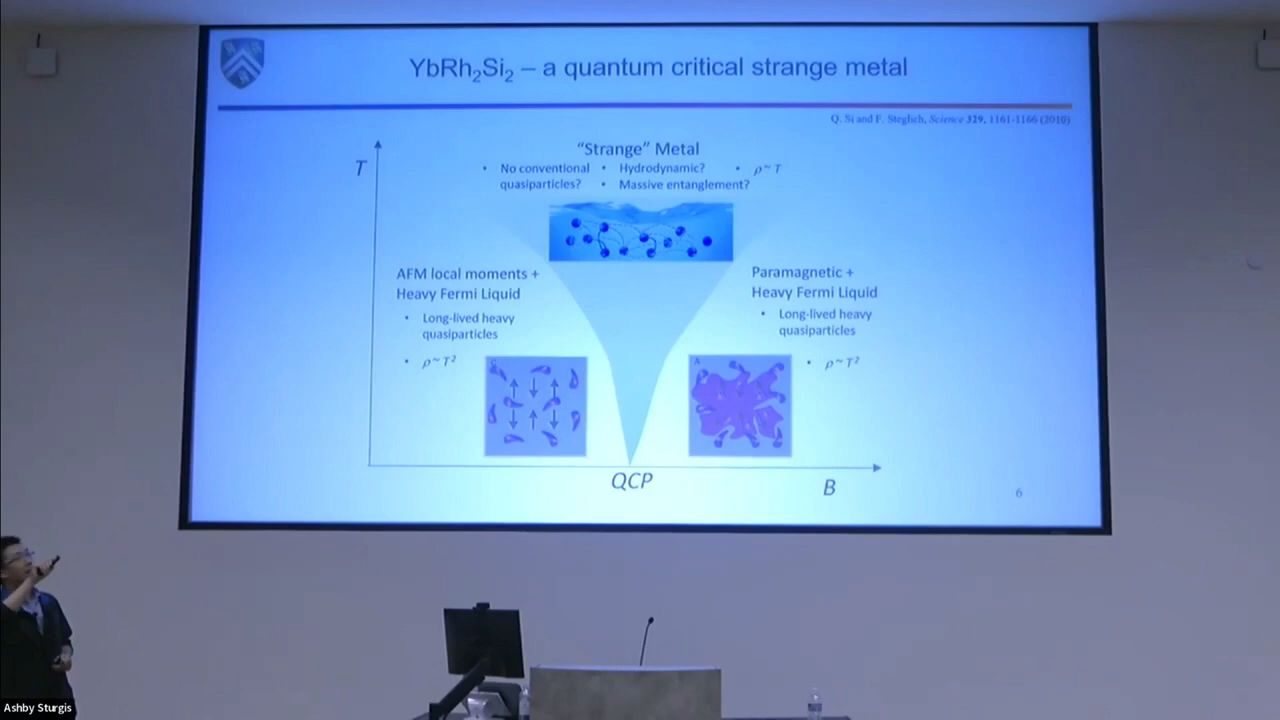 YbRh₂Si₂ – a quantum critical strange metal
Q. Si and F. Steglich, Science 329, 1161-1166 (2010)
T
"Strange" Metal
• No conventional quasiparticles?
• Hydrodynamic?
• Massive entanglement?
• ρ ~ T
AFM local moments +
Heavy Fermi Liquid
• Long-lived heavy
quasiparticles
• ρ ~ T²
Paramagnetic +
Heavy Fermi Liquid
• Long-lived heavy
quasiparticles
• ρ ~ T²
A
QCP
B
6
Ashby Sturgis